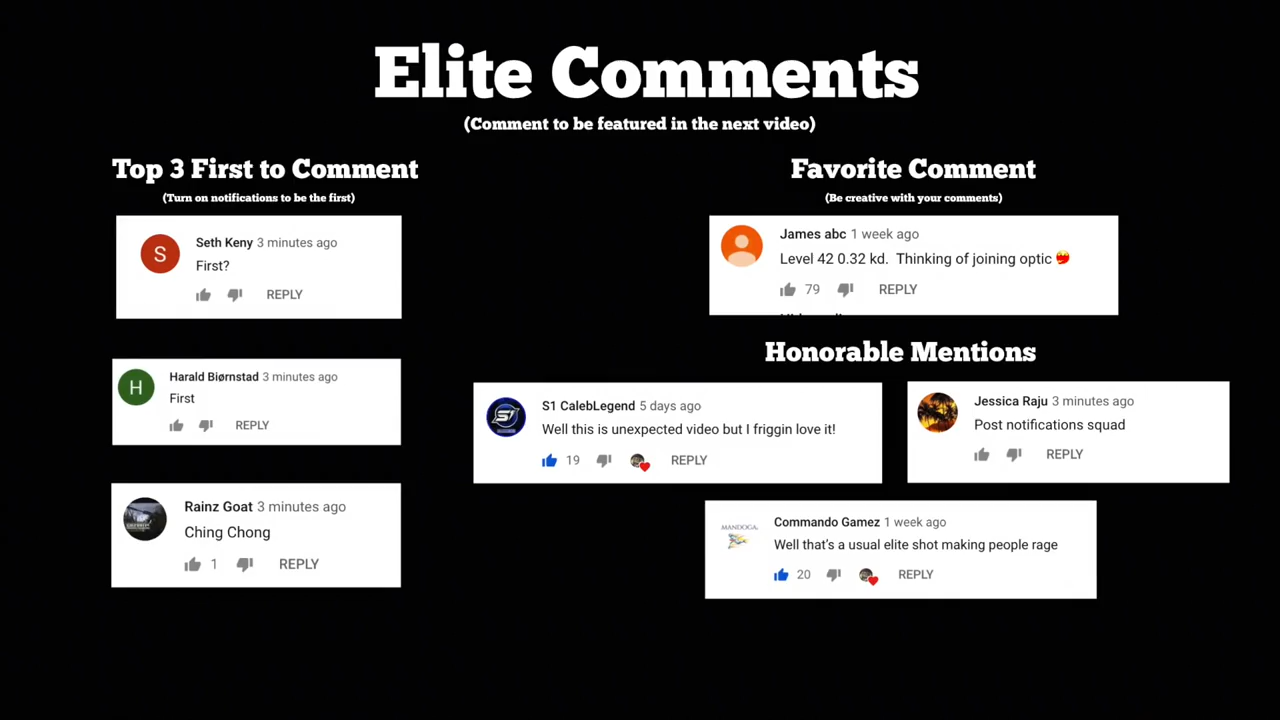 Elite Comments
(Comment to be featured in the next video)
Top 3 First to Comment
(Turn on notifications to be the first)
Seth Keny 3 minutes ago
First?
REPLY
Harald Biørnstad 3 minutes ago
First
REPLY
Rainz Goat 3 minutes ago
Ching Chong
1 REPLY
Favorite Comment
(Be creative with your comments)
James abc 1 week ago
Level 42 0.32 kd. Thinking of joining optic
79 REPLY
Honorable Mentions
S1 CalebLegend 5 days ago
Well this is unexpected video but I friggin love it!
19 REPLY
Jessica Raju 3 minutes ago
Post notifications squad
REPLY
MANDOGA
Commando Gamez 1 week ago
Well that's a usual elite shot making people rage
20 REPLY